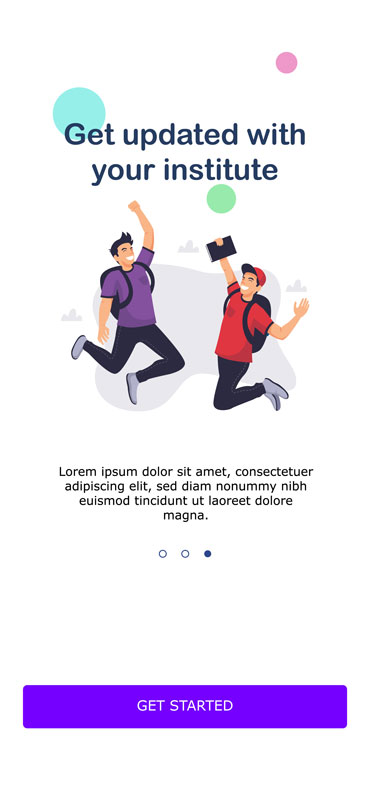 Get updated with
your institute
Lorem ipsum dolor sit amet, consectetuer
adipiscing elit, sed diam nonummy nibh
euismod tincidunt ut laoreet dolore
magna.
GET STARTED